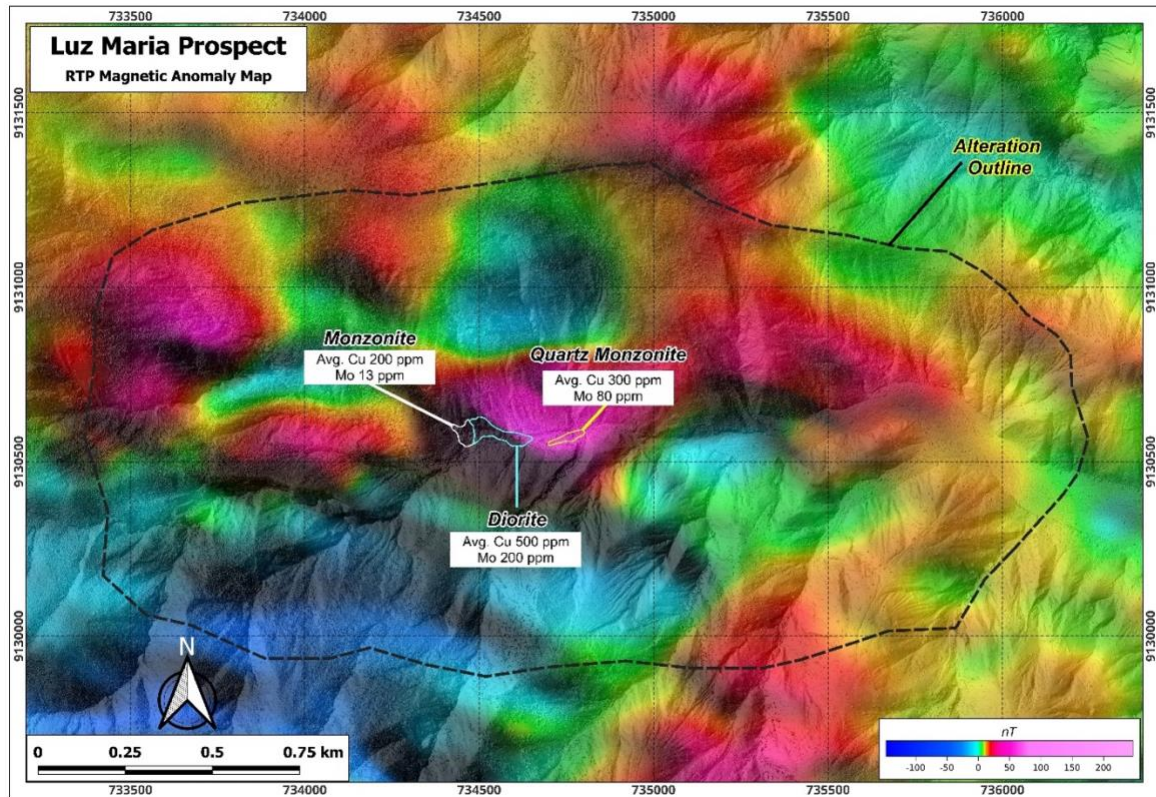 733500 734000 734500 735000 735500 736000
Luz Maria Prospect
RTP Magnetic Anomaly Map
9131500
9131500
Alteration
Outline
9131000
9131000
Monzonite
Avg. Cu 200 ppm
Mo 13 ppm
Quartz Monzonite
Avg. Cu 300 ppm
Mo 80 ppm
9130500
9130500
Diorite
Avg. Cu 500 ppm
Mo 200 ppm
9130000
9130000
N
0 0.25 0.5 0.75 km
nT
-100 -50 0 50 100 150 200
733500 734000 734500 735000 735500 736000